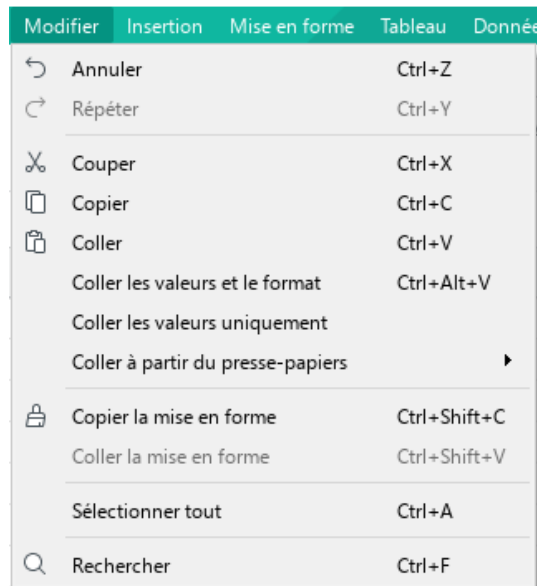 Modifier Insertion Mise en forme Tableau Donnée
Annuler Ctrl+Z
Répéter Ctrl+Y
Couper Ctrl+X
Copier Ctrl+C
Coller Ctrl+V
Coller les valeurs et le format Ctrl+Alt+V
Coller les valeurs uniquement
Coller à partir du presse-papiers
Copier la mise en forme Ctrl+Shift+C
Coller la mise en forme Ctrl+Shift+V
Sélectionner tout Ctrl+A
Rechercher Ctrl+F